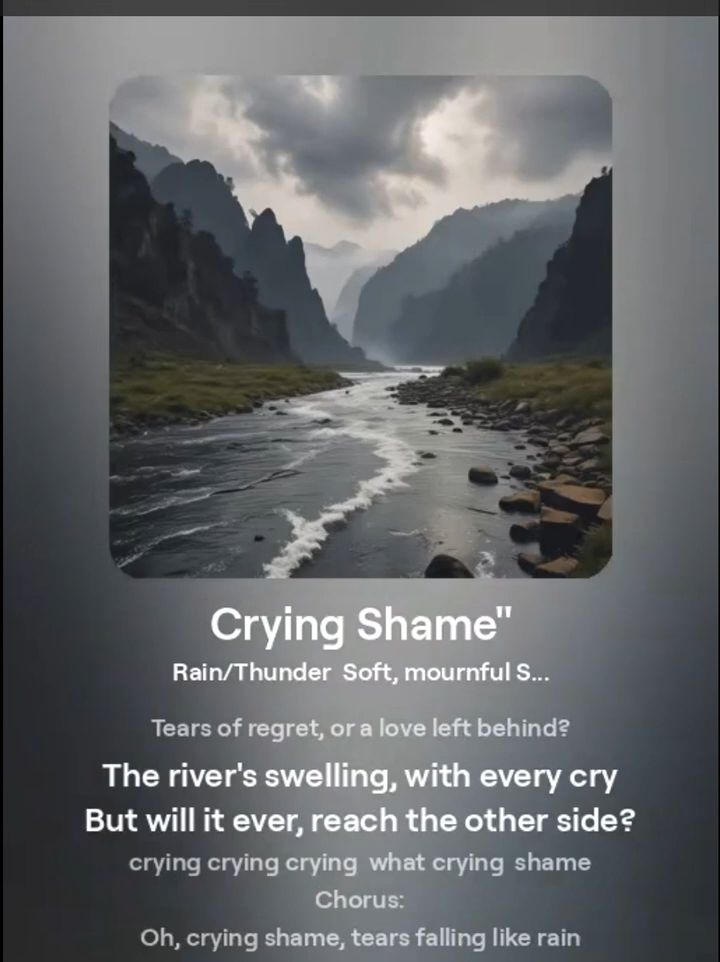 Crying Shame"
Rain/Thunder  Soft, mournful S...
Tears of regret, or a love left behind?
The river's swelling, with every cry
But will it ever, reach the other side?
crying crying crying  what crying  shame
Chorus:
Oh, crying shame, tears falling like rain